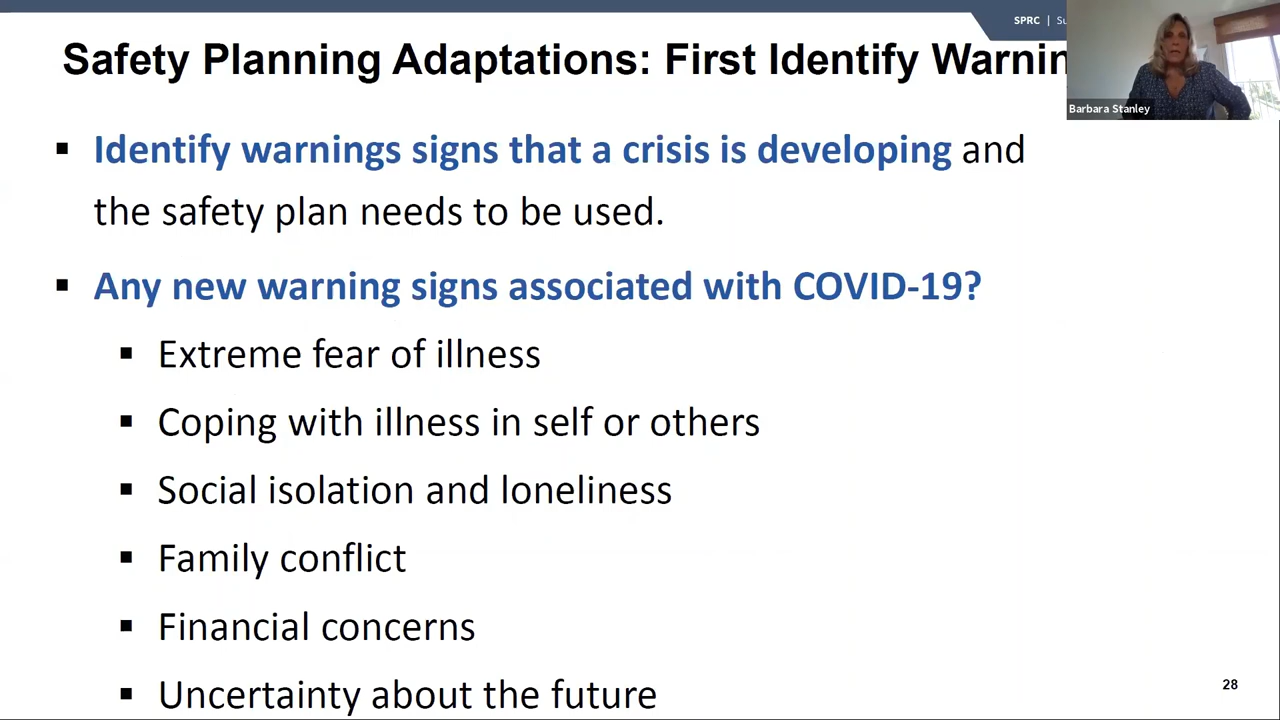 SPRC | Su
Safety Planning Adaptations: First Identify Warnin
Barbara Stanley
▪ Identify warnings signs that a crisis is developing and
the safety plan needs to be used.
▪ Any new warning signs associated with COVID-19?
▪ Extreme fear of illness
▪ Coping with illness in self or others
▪ Social isolation and loneliness
▪ Family conflict
▪ Financial concerns
▪ Uncertainty about the future
28